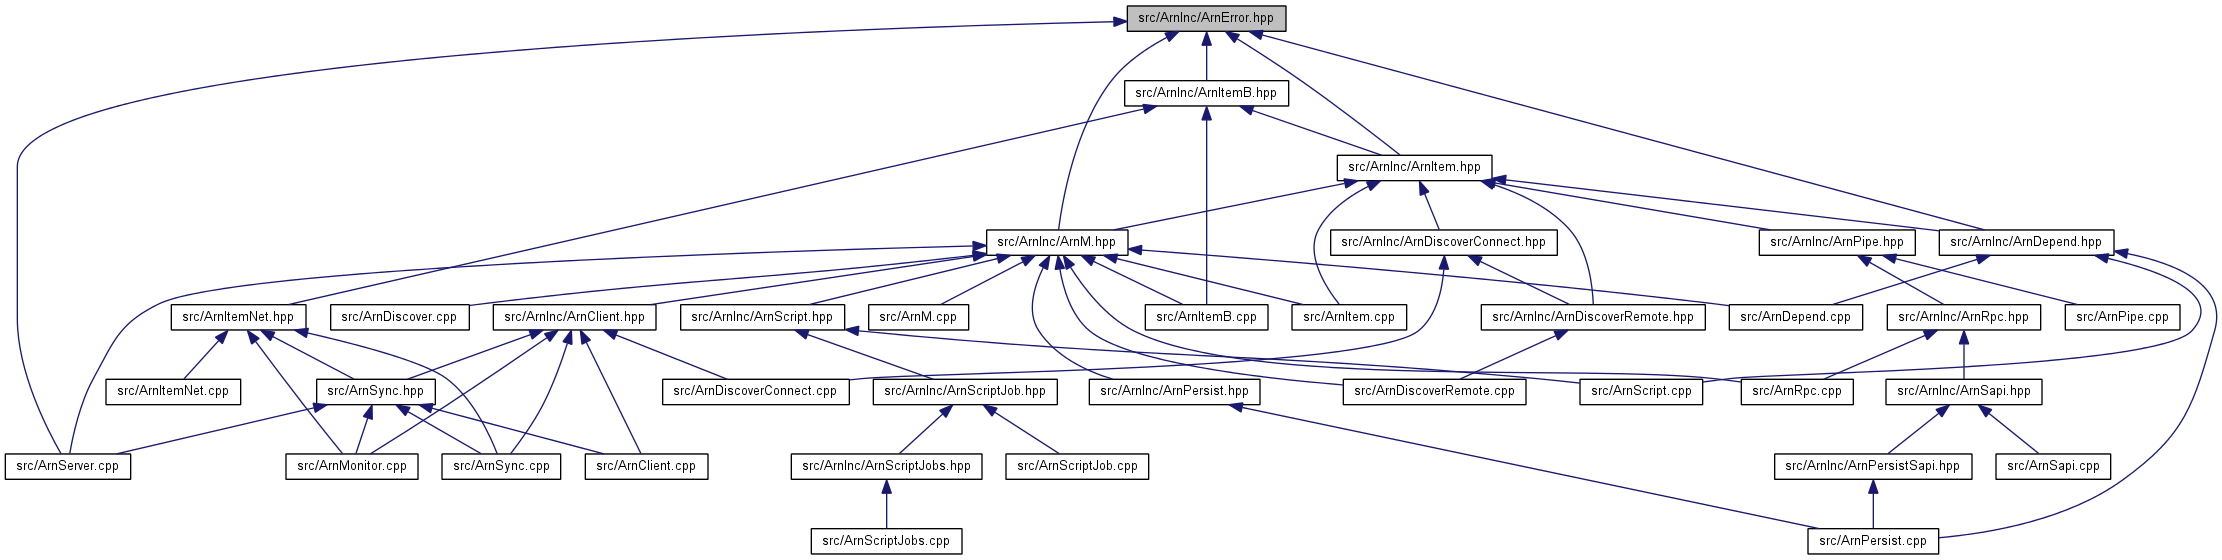 src/ArnInc/ArnError.hpp
src/ArnInc/ArnItemB.hpp
src/ArnInc/ArnItem.hpp
src/ArnInc/ArnM.hpp
src/ArnInc/ArnDiscoverConnect.hpp
src/ArnInc/ArnPipe.hpp
src/ArnInc/ArnDepend.hpp
src/ArnItemNet.hpp
src/ArnDiscover.cpp
src/ArnInc/ArnClient.hpp
src/ArnInc/ArnScript.hpp
src/ArnM.cpp
src/ArnItemB.cpp
src/ArnItem.cpp
src/ArnInc/ArnDiscoverRemote.hpp
src/ArnDepend.cpp
src/ArnInc/ArnRpc.hpp
src/ArnPipe.cpp
src/ArnItemNet.cpp
src/ArnSync.hpp
src/ArnDiscoverConnect.cpp
src/ArnInc/ArnScriptJob.hpp
src/ArnInc/ArnPersist.hpp
src/ArnDiscoverRemote.cpp
src/ArnScript.cpp
src/ArnRpc.cpp
src/ArnInc/ArnSapi.hpp
src/ArnServer.cpp
src/ArnMonitor.cpp
src/ArnSync.cpp
src/ArnClient.cpp
src/ArnInc/ArnScriptJobs.hpp
src/ArnScriptJob.cpp
src/ArnInc/ArnPersistSapi.hpp
src/ArnSapi.cpp
src/ArnScriptJobs.cpp
src/ArnPersist.cpp